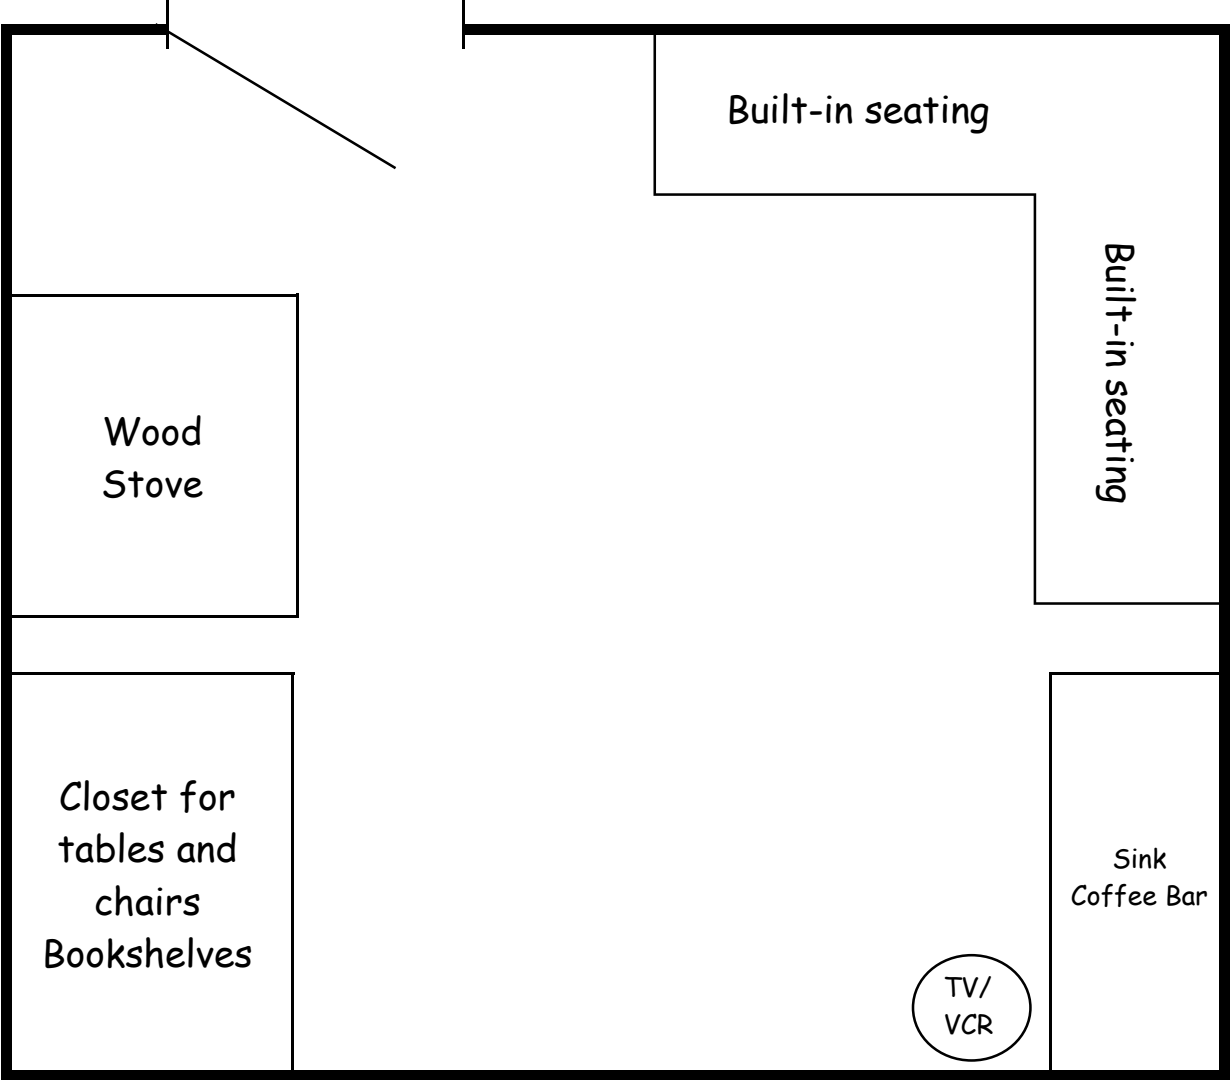 Built-in seating
Built-in seating
Wood
Stove
Closet for
tables and
chairs
Bookshelves
Sink
Coffee Bar
TV/
VCR